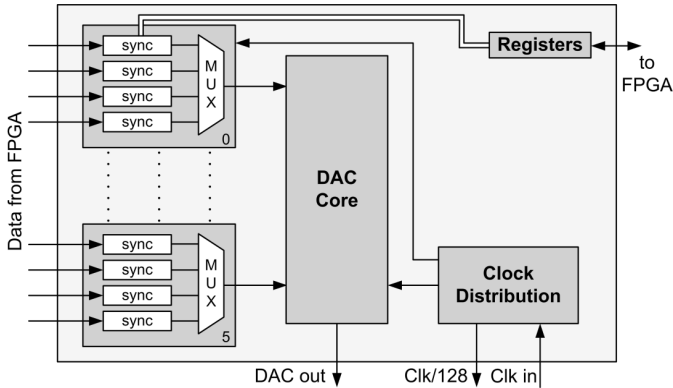 sync
sync
sync
sync
MUX
0
Registers
to
FPGA
Data from FPGA
DAC
Core
sync
sync
sync
sync
MUX
5
Clock
Distribution
DAC out
Clk/128
Clk in